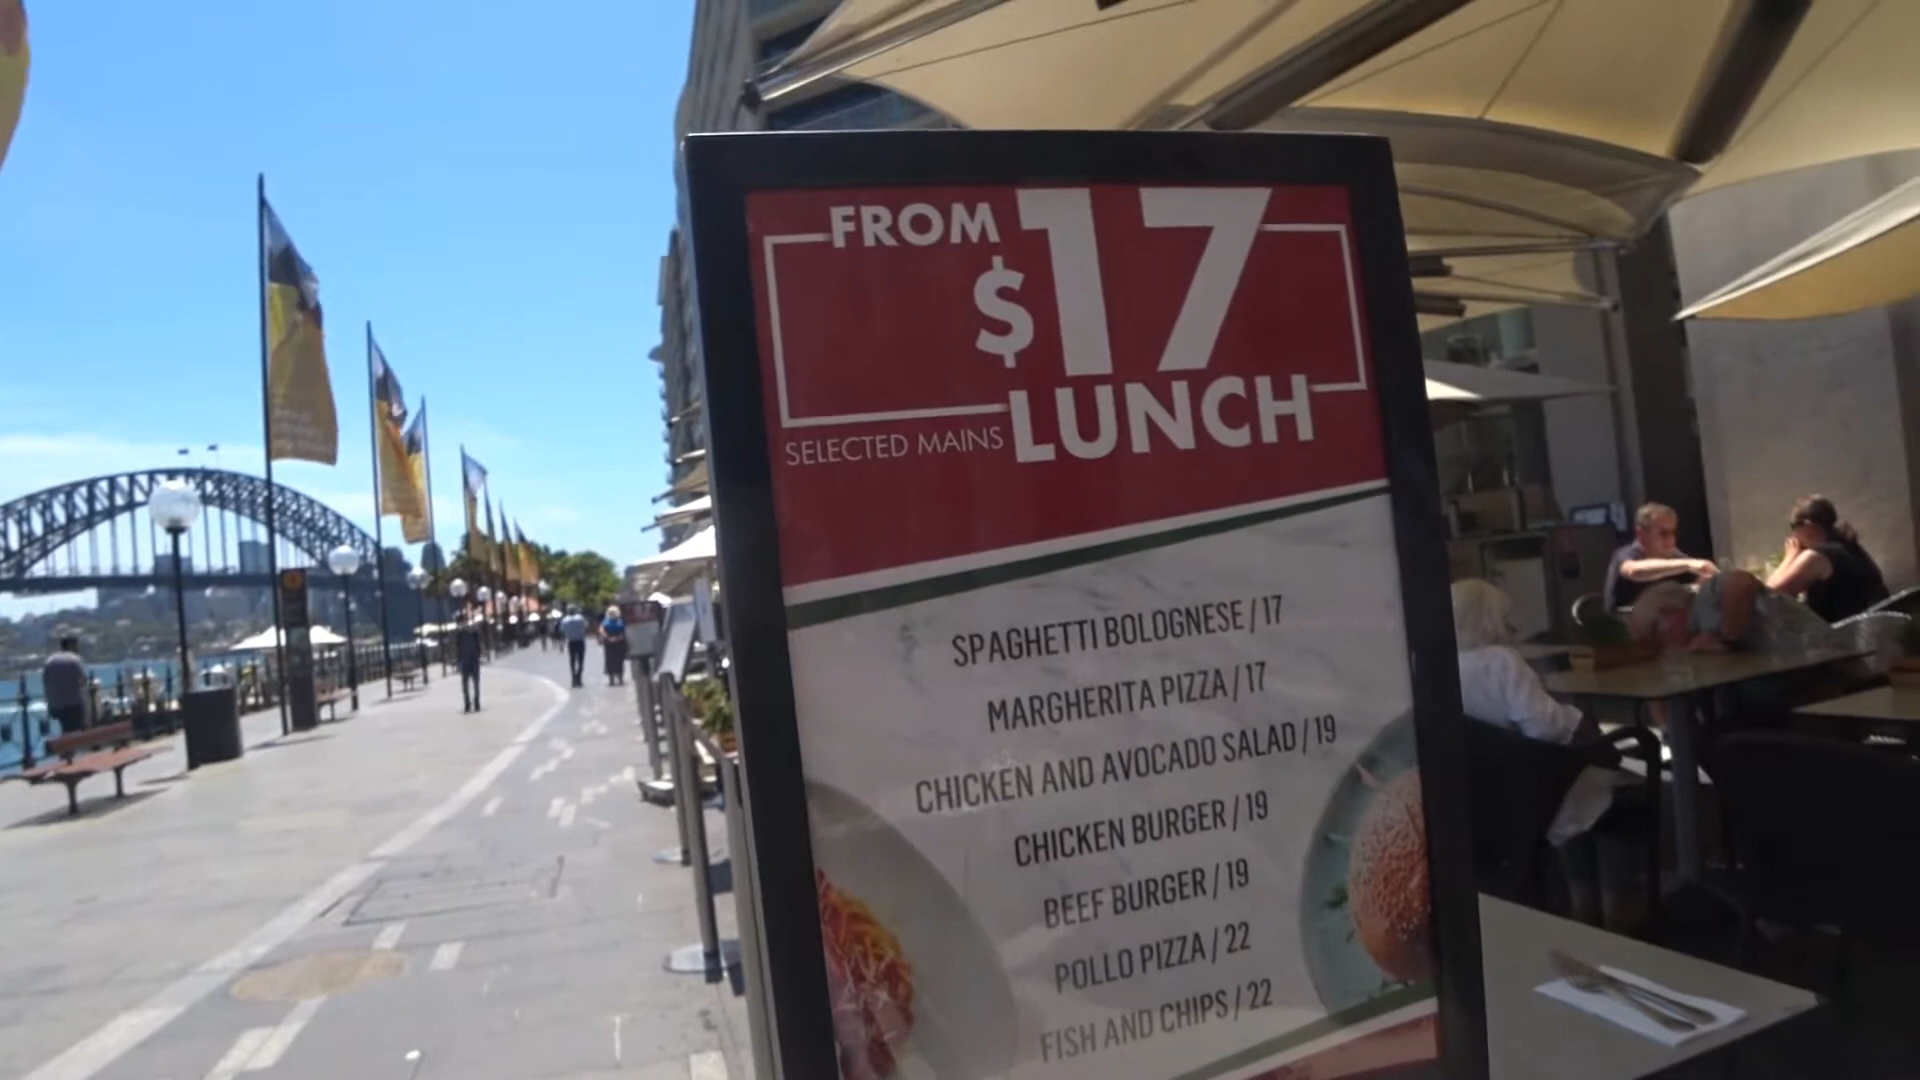 FROM
$17
LUNCH
SELECTED MAINS
SPAGHETTI BOLOGNESE / 17
MARGHERITA PIZZA / 17
CHICKEN AND AVOCADO SALAD / 19
CHICKEN BURGER / 19
BEEF BURGER / 19
POLLO PIZZA / 22
FISH AND CHIPS / 22